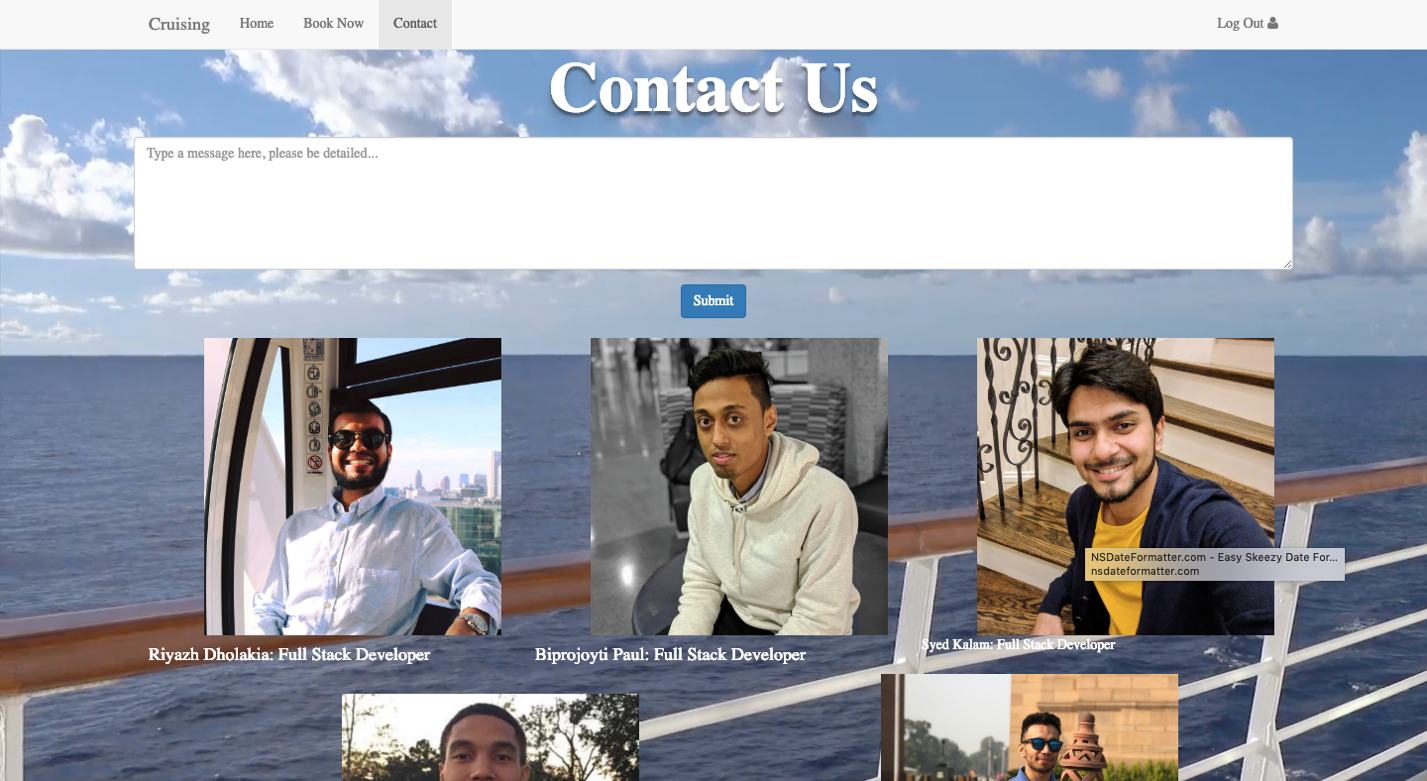 Cruising Home Book Now Contact Log Out
Contact Us
Type a message here, please be detailed...
Submit
Text
NSDateFormatter.com - Easy Skeezy Date For...
nsdateformatter.com
Riyazh Dholakia: Full Stack Developer
Biprojoyti Paul: Full Stack Developer
Syed Kalam: Full Stack Developer